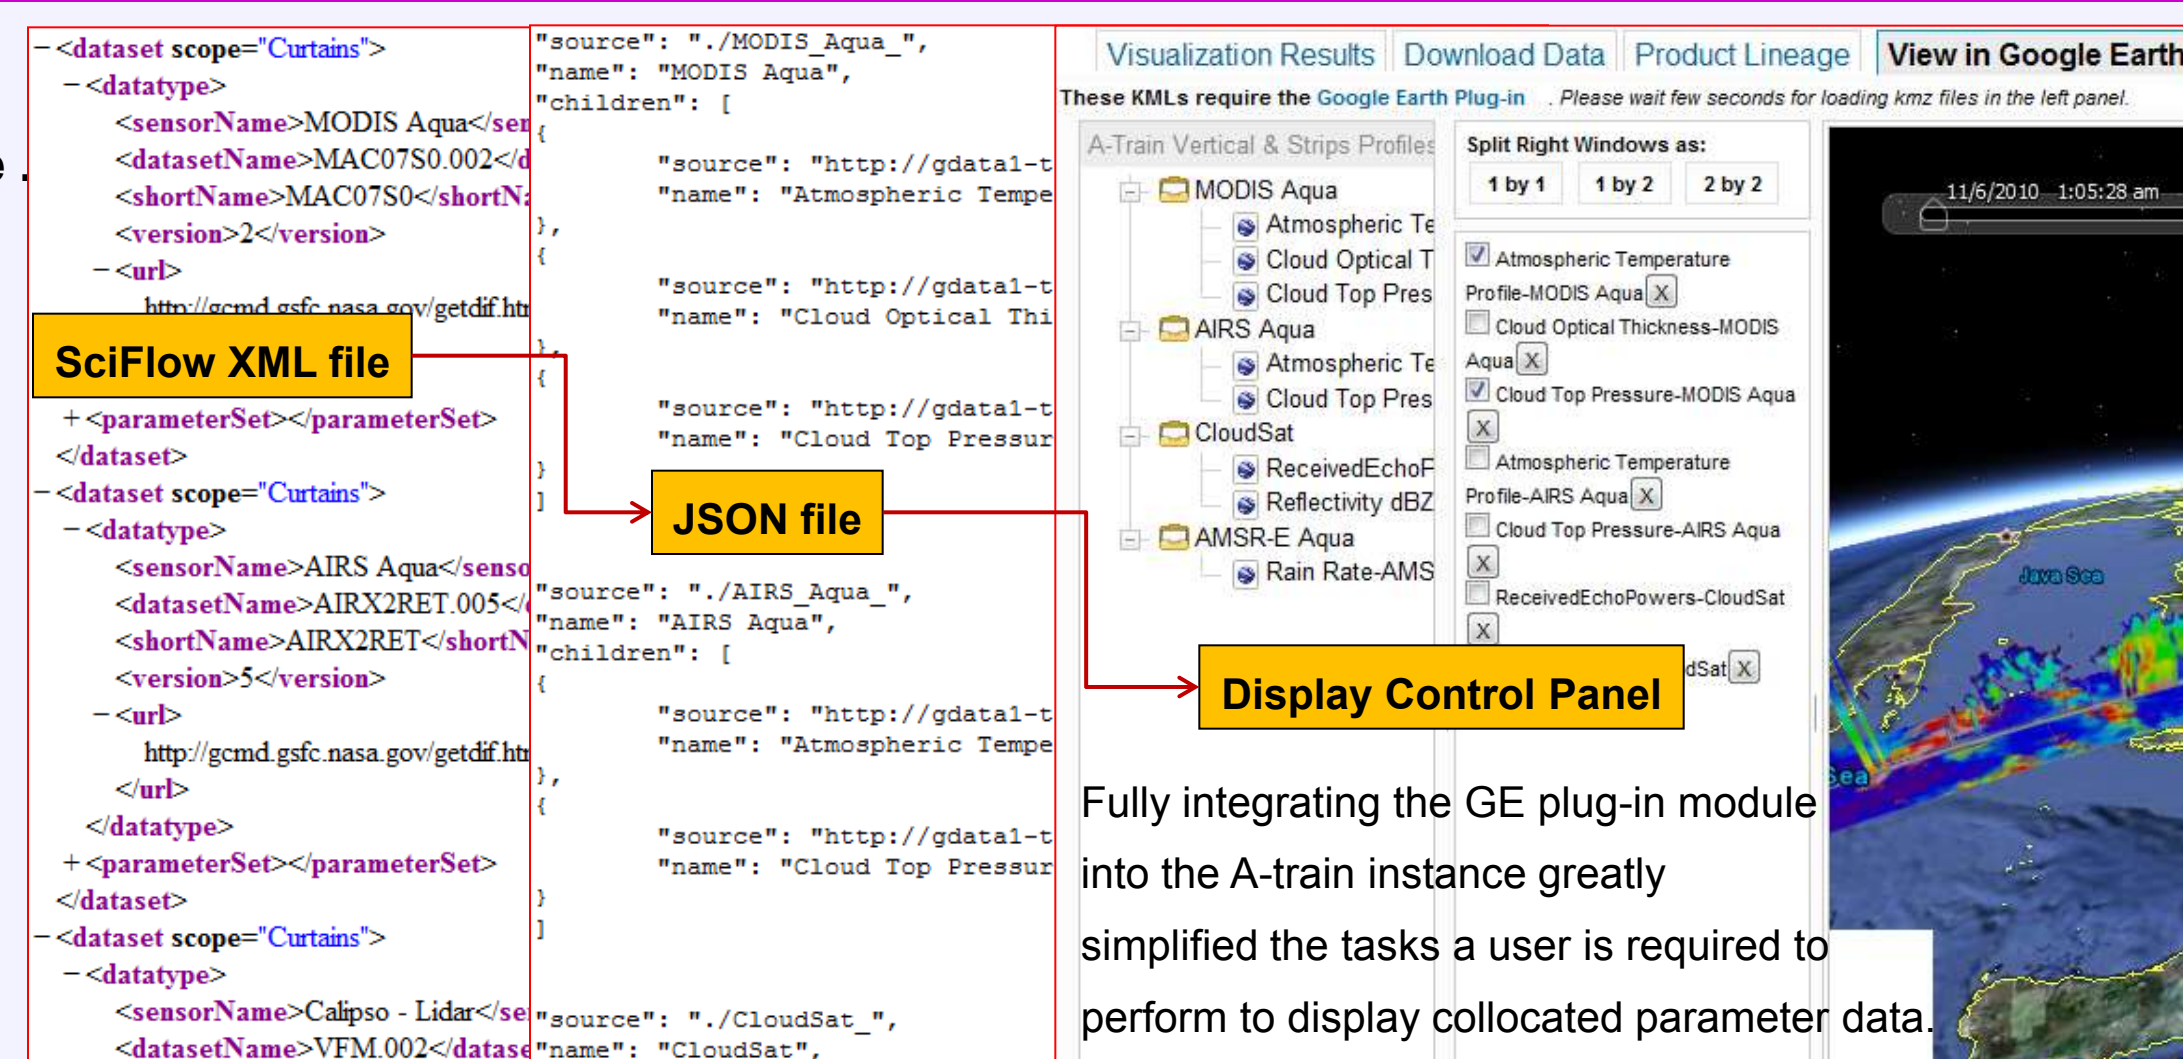 e .
− <dataset scope="Curtains">
− <datatype>
<sensorName>MODIS Aqua</sen
<datasetName>MAC07S0.002</d
<shortName>MAC07S0</shortNa
<version>2</version>
− <url>
http://gcmd.gsfc.nasa.gov/getdif.htr
SciFlow XML file
+ <parameterSet></parameterSet>
</dataset>
− <dataset scope="Curtains">
− <datatype>
<sensorName>AIRS Aqua</senso
<datasetName>AIRX2RET.005</d
<shortName>AIRX2RET</shortN
<version>5</version>
− <url>
http://gcmd.gsfc.nasa.gov/getdif.htr
</url>
</datatype>
+ <parameterSet></parameterSet>
</dataset>
− <dataset scope="Curtains">
− <datatype>
<sensorName>Calipso - Lidar</se
<datasetName>VFM.002</datase
"source": "./MODIS_Aqua_",
"name": "MODIS Aqua",
"children": [
{
"source": "http://gdata1-t
"name": "Atmospheric Tempe
},
{
"source": "http://gdata1-t
"name": "Cloud Optical Thi
},
{
"source": "http://gdata1-t
"name": "Cloud Top Pressur
}
]
JSON file
"source": "./AIRS_Aqua_",
"name": "AIRS Aqua",
"children": [
{
"source": "http://gdata1-t
"name": "Atmospheric Tempe
},
{
"source": "http://gdata1-t
"name": "Cloud Top Pressur
}
]
"source": "./CloudSat_",
"name": "CloudSat",
Visualization Results Download Data Product Lineage View in Google Earth
These KMLs require the Google Earth Plug-in . Please wait few seconds for loading kmz files in the left panel.
A-Train Vertical & Strips Profiles
MODIS Aqua
Atmospheric Te
Cloud Optical T
Cloud Top Pres
AIRS Aqua
Atmospheric Te
Cloud Top Pres
CloudSat
ReceivedEchoP
Reflectivity dBZ
AMSR-E Aqua
Rain Rate-AMS
Split Right Windows as:
1 by 1 1 by 2 2 by 2
Atmospheric Temperature
Profile-MODIS Aqua X
Cloud Optical Thickness-MODIS
Aqua X
Cloud Top Pressure-MODIS Aqua
X
Atmospheric Temperature
Profile-AIRS Aqua X
Cloud Top Pressure-AIRS Aqua
X
ReceivedEchoPowers-CloudSat
X
dSat X
Display Control Panel
11/6/2010 1:05:28 am
Java Sea
Sea
Fully integrating the GE plug-in module
into the A-train instance greatly
simplified the tasks a user is required to
perform to display collocated parameter data.